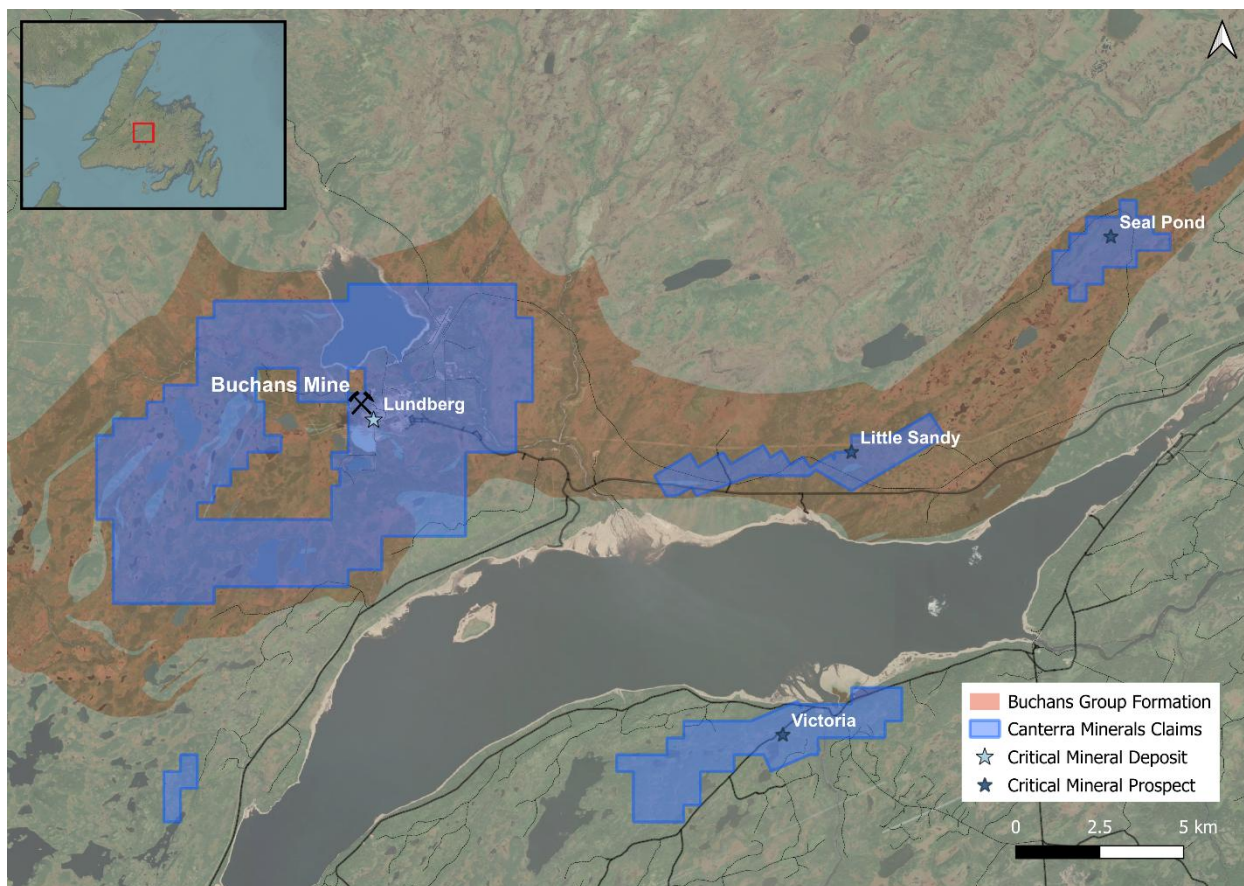 Seal Pond
Buchans Mine
Lundberg
Little Sandy
Victoria
Buchans Group Formation
Canterra Minerals Claims
Critical Mineral Deposit
Critical Mineral Prospect
0 2.5 5 km